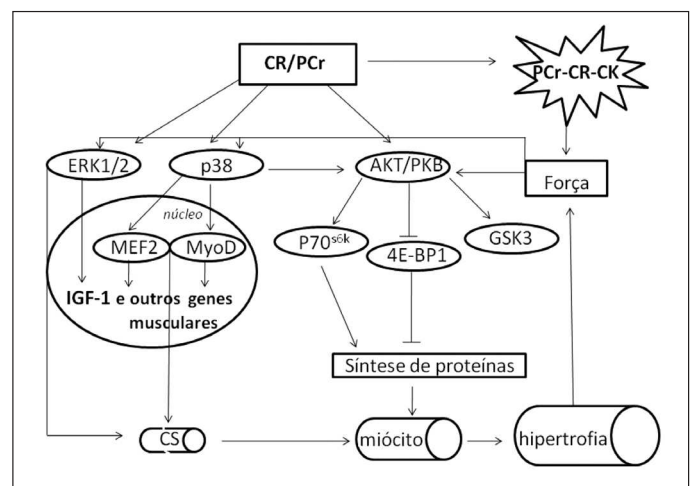 CR/PCr
PCr-CR-CK
ERK1/2
p38
AKT/PKB
Força
núcleo
MEF2
MyoD
P70s6k
4E-BP1
GSK3
IGF-1 e outros genes
musculares
Síntese de proteínas
CS
miócito
hipertrofia